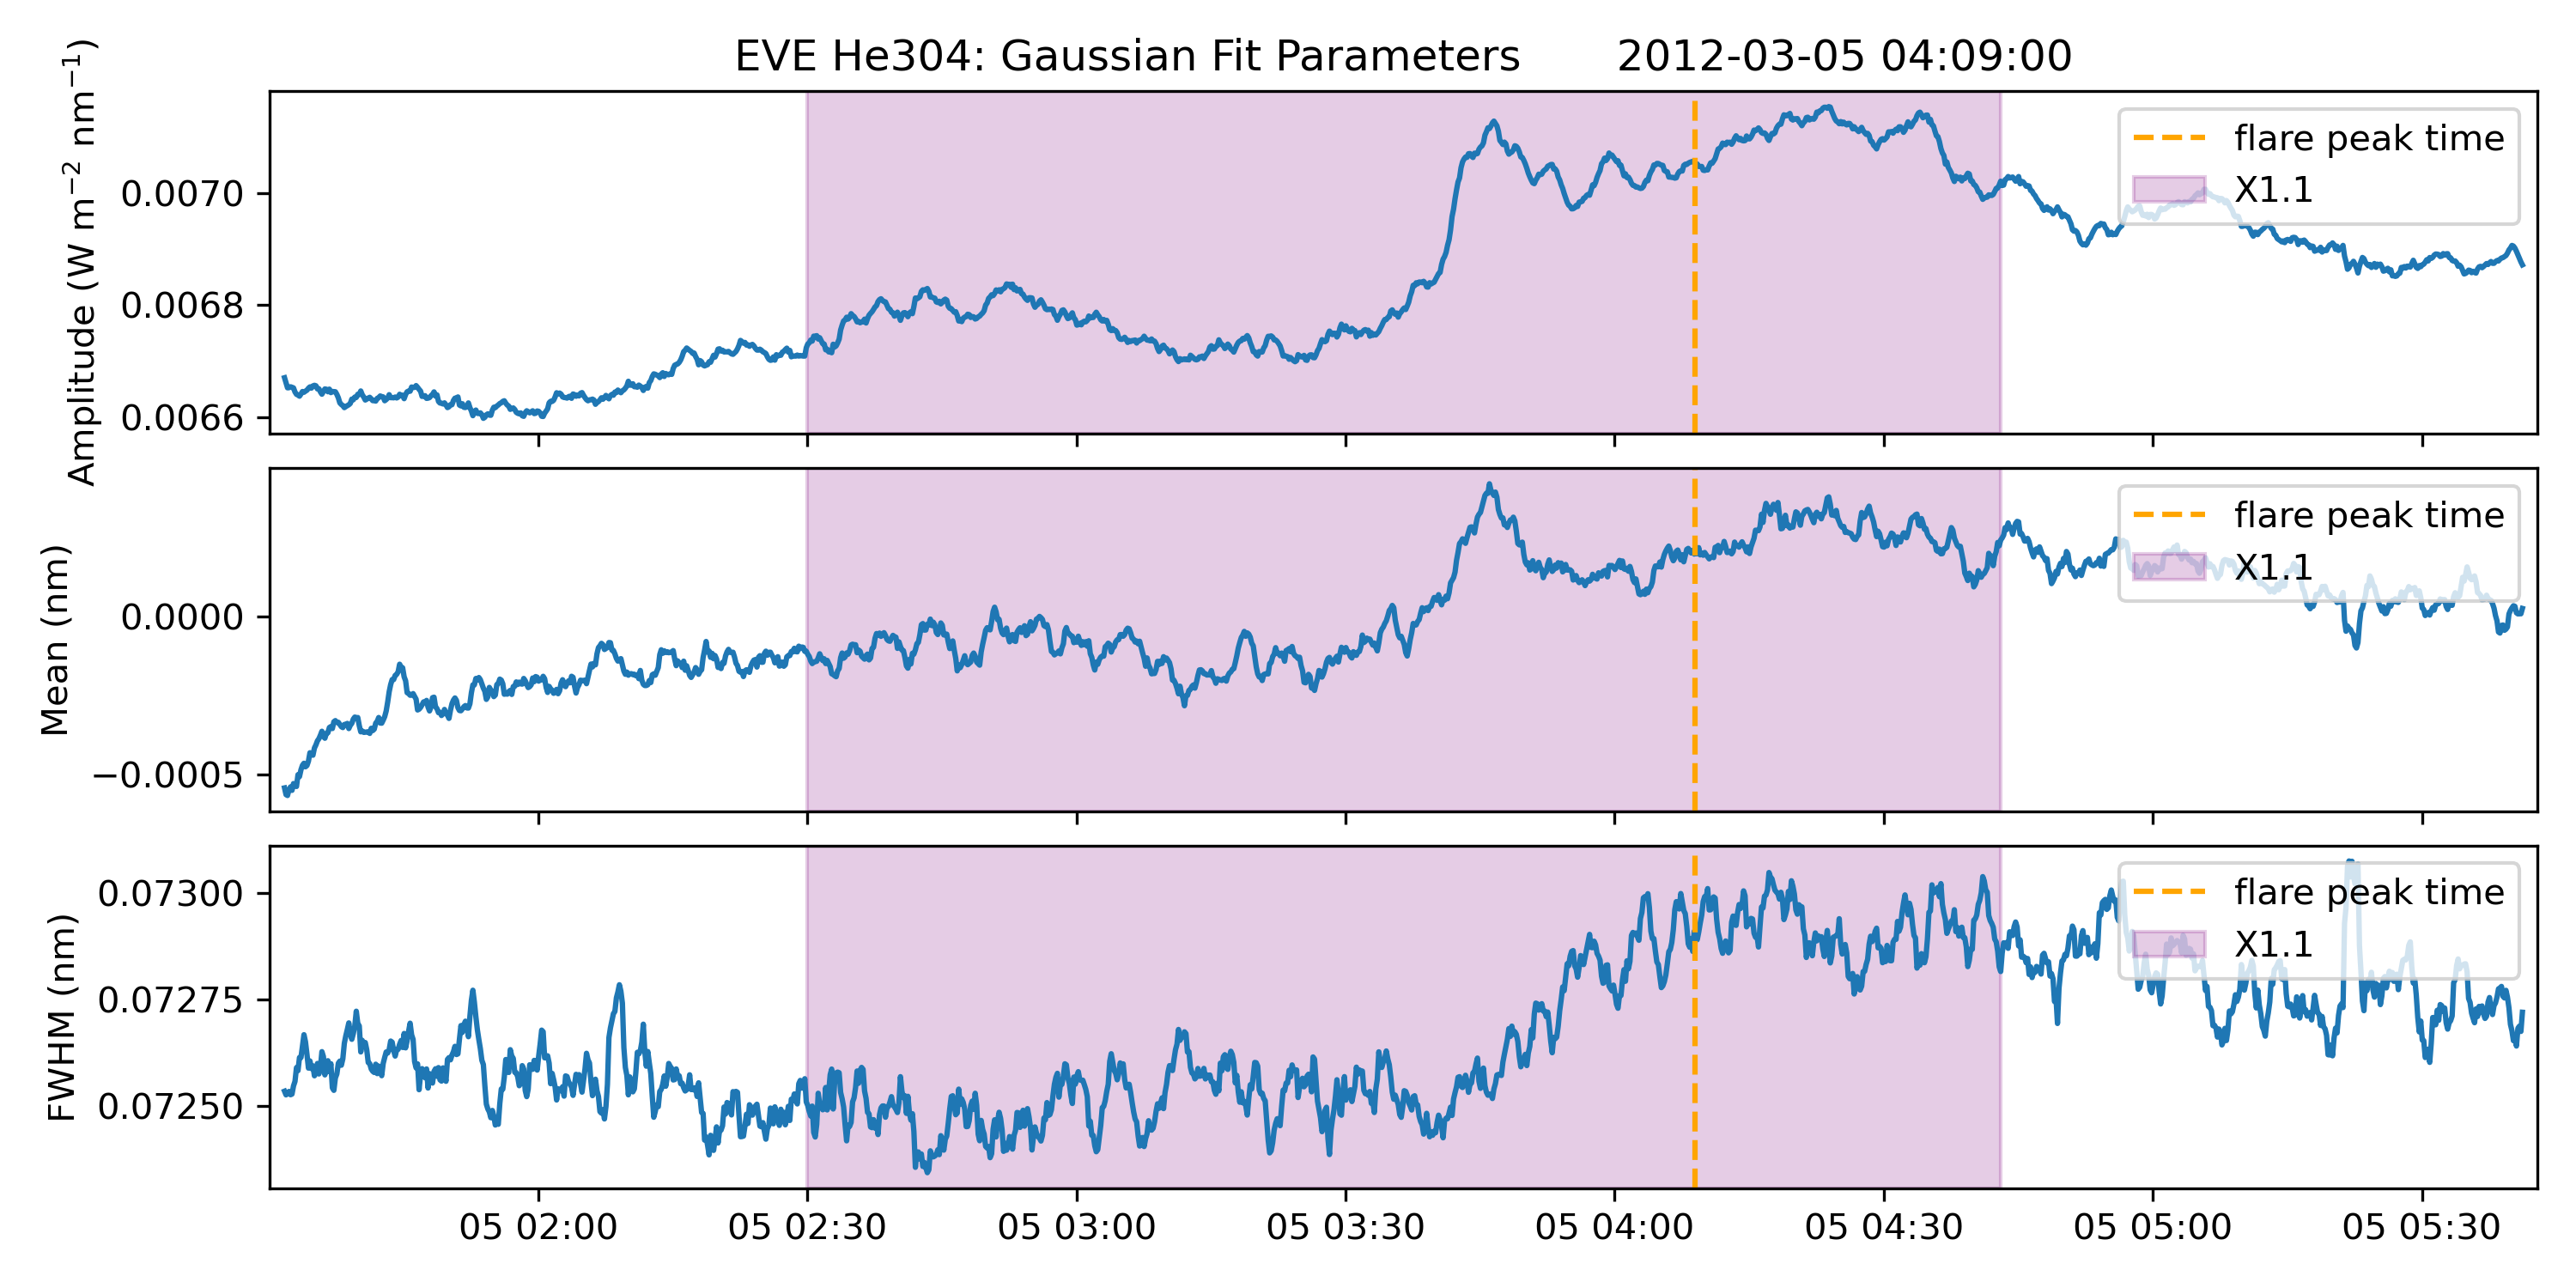 EVE He304: Gaussian Fit Parameters 2012-03-05 04:09:00
Amplitude (W m⁻² nm⁻¹)
0.0070
0.0068
0.0066
flare peak time
X1.1
Mean (nm)
0.0000
−0.0005
flare peak time
X1.1
FWHM (nm)
0.07300
0.07275
0.07250
flare peak time
X1.1
05 02:00 05 02:30 05 03:00 05 03:30 05 04:00 05 04:30 05 05:00 05 05:30